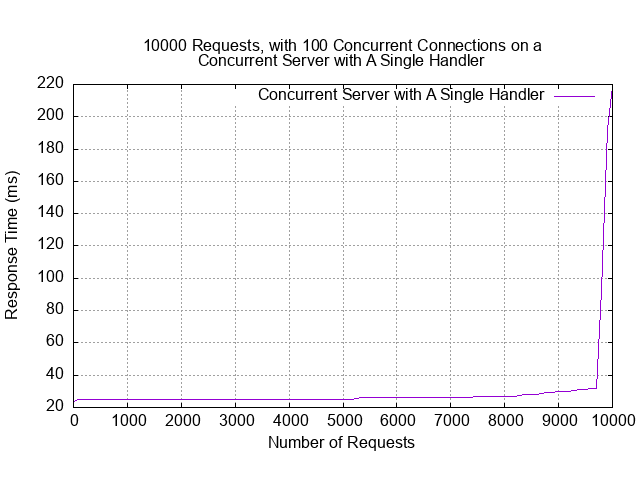 10000 Requests, with 100 Concurrent Connections on a
Concurrent Server with A Single Handler
Concurrent Server with A Single Handler
220
200
180
160
140
120
100
80
60
40
20
Response Time (ms)
0 1000 2000 3000 4000 5000 6000 7000 8000 9000 10000
Number of Requests